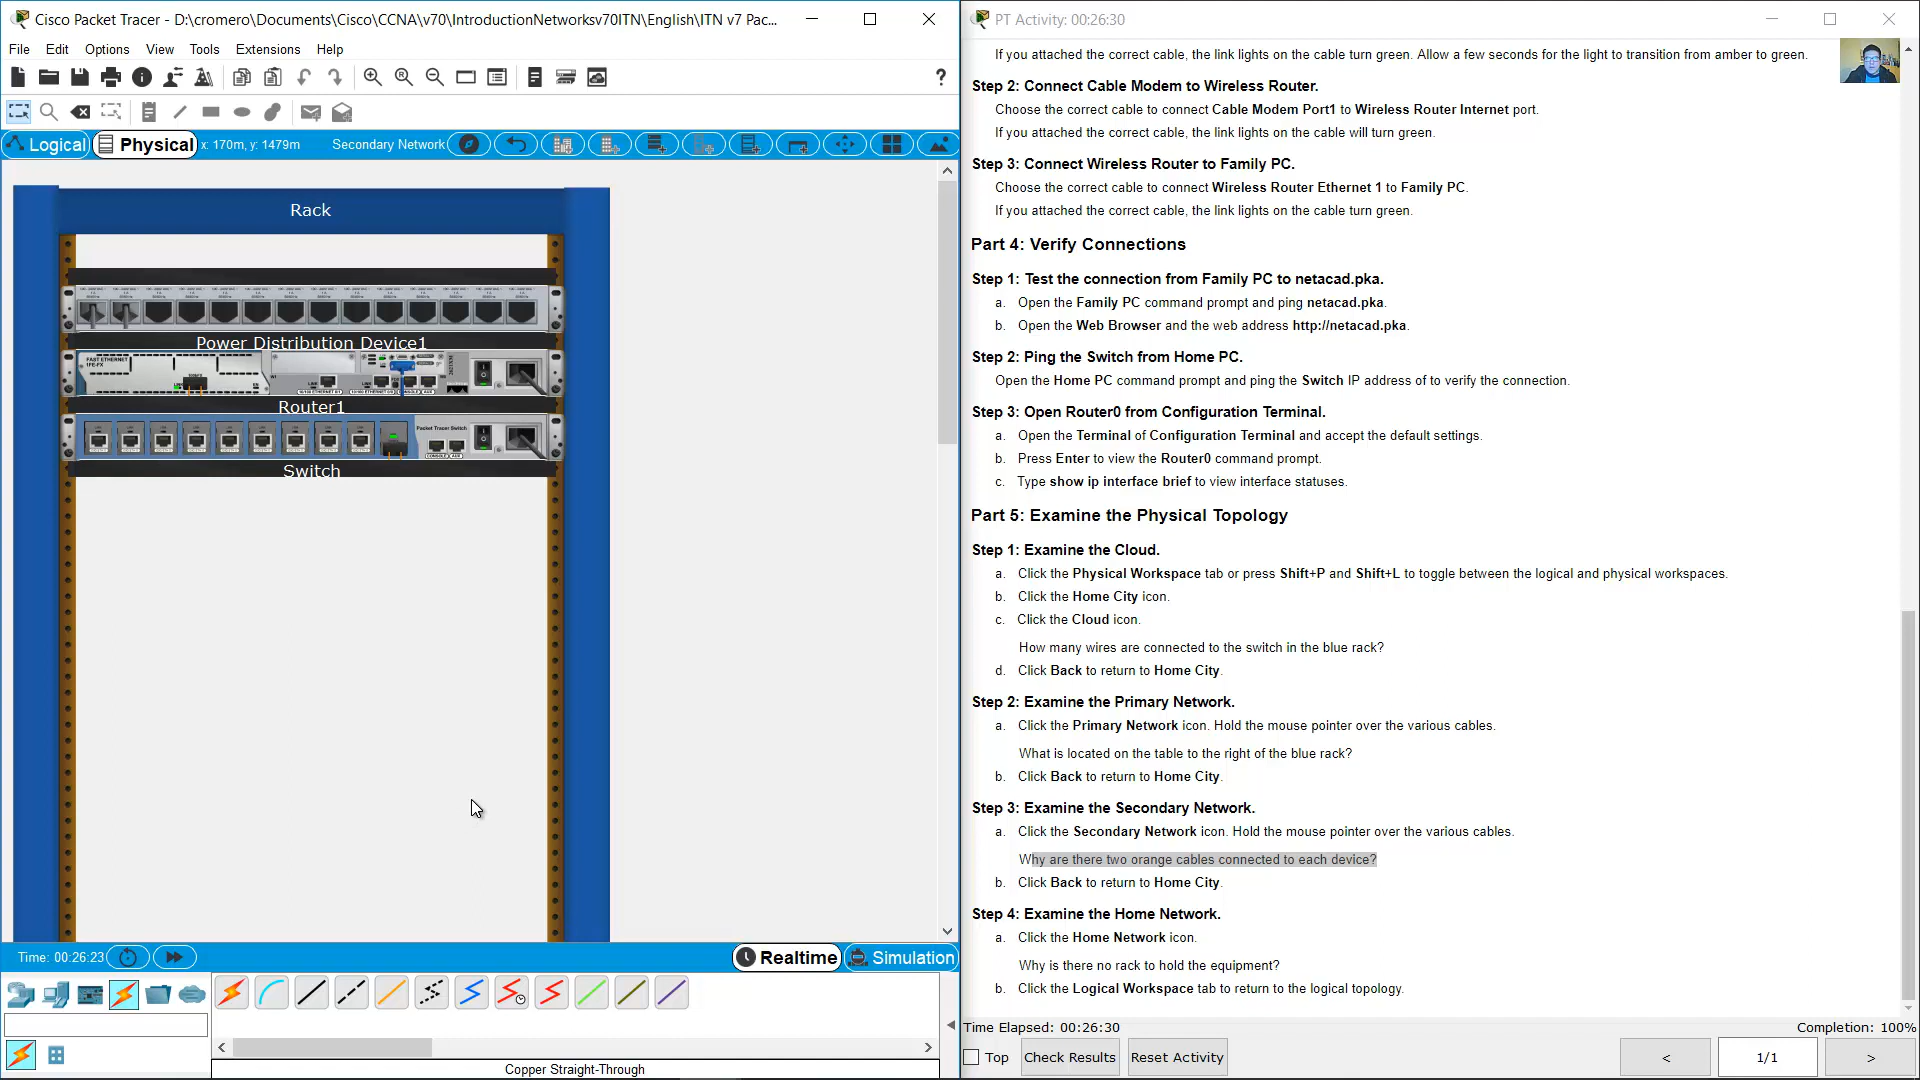 Cisco Packet Tracer - D:\cromero\Documents\Cisco\CCNA\v70\IntroductionNetworksv70ITN\English\ITN v7 Pac...
File Edit Options View Tools Extensions Help
Logical Physical x: 170m, y: 1479m Secondary Network
Rack
Power Distribution Device1
FAST ETHERNET
1FE-FX
Router1
Packet Tracer Switch
CONSOLE AUX
Switch
Time: 00:26:23 Realtime Simulation
Copper Straight-Through
PT Activity: 00:26:30
If you attached the correct cable, the link lights on the cable turn green. Allow a few seconds for the light to transition from amber to green.
Step 2: Connect Cable Modem to Wireless Router.
Choose the correct cable to connect Cable Modem Port1 to Wireless Router Internet port.
If you attached the correct cable, the link lights on the cable will turn green.
Step 3: Connect Wireless Router to Family PC.
Choose the correct cable to connect Wireless Router Ethernet 1 to Family PC.
If you attached the correct cable, the link lights on the cable turn green.
Part 4: Verify Connections
Step 1: Test the connection from Family PC to netacad.pka.
a. Open the Family PC command prompt and ping netacad.pka.
b. Open the Web Browser and the web address http://netacad.pka.
Step 2: Ping the Switch from Home PC.
Open the Home PC command prompt and ping the Switch IP address of to verify the connection.
Step 3: Open Router0 from Configuration Terminal.
a. Open the Terminal of Configuration Terminal and accept the default settings.
b. Press Enter to view the Router0 command prompt.
c. Type show ip interface brief to view interface statuses.
Part 5: Examine the Physical Topology
Step 1: Examine the Cloud.
a. Click the Physical Workspace tab or press Shift+P and Shift+L to toggle between the logical and physical workspaces.
b. Click the Home City icon.
c. Click the Cloud icon.
How many wires are connected to the switch in the blue rack?
d. Click Back to return to Home City.
Step 2: Examine the Primary Network.
a. Click the Primary Network icon. Hold the mouse pointer over the various cables.
What is located on the table to the right of the blue rack?
b. Click Back to return to Home City.
Step 3: Examine the Secondary Network.
a. Click the Secondary Network icon. Hold the mouse pointer over the various cables.
Why are there two orange cables connected to each device?
b. Click Back to return to Home City.
Step 4: Examine the Home Network.
a. Click the Home Network icon.
Why is there no rack to hold the equipment?
b. Click the Logical Workspace tab to return to the logical topology.
Time Elapsed: 00:26:30 Completion: 100%
Top Check Results Reset Activity < 1/1 >